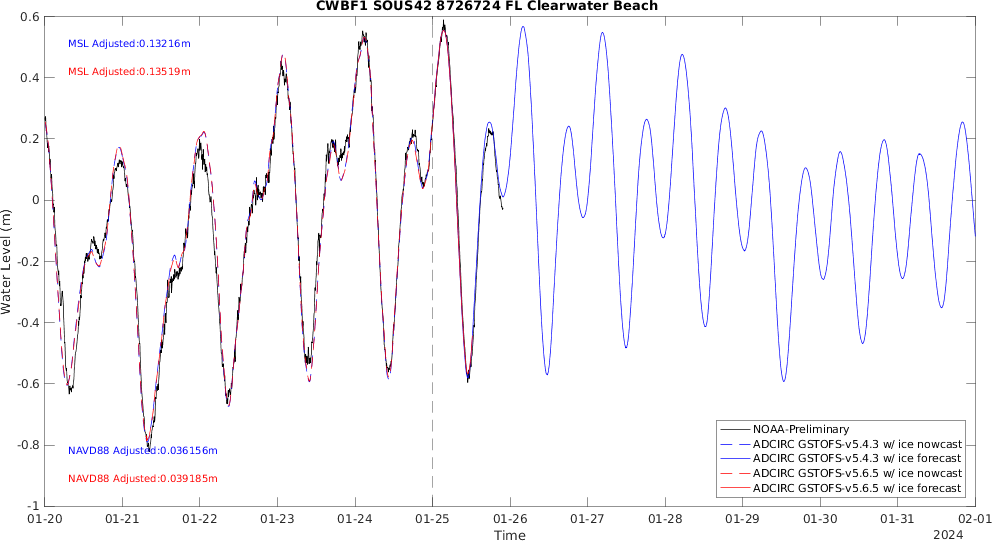 CWBF1 SOUS42 8726724 FL Clearwater Beach
0.6
0.4
0.2
0
-0.2
-0.4
-0.6
-0.8
-1
Water Level (m)
MSL Adjusted:0.13216m
MSL Adjusted:0.13519m
NAVD88 Adjusted:0.036156m
NAVD88 Adjusted:0.039185m
NOAA-Preliminary
ADCIRC GSTOFS-v5.4.3 w/ ice nowcast
ADCIRC GSTOFS-v5.4.3 w/ ice forecast
ADCIRC GSTOFS-v5.6.5 w/ ice nowcast
ADCIRC GSTOFS-v5.6.5 w/ ice forecast
01-20 01-21 01-22 01-23 01-24 01-25 01-26 01-27 01-28 01-29 01-30 01-31 02-01
Time
2024